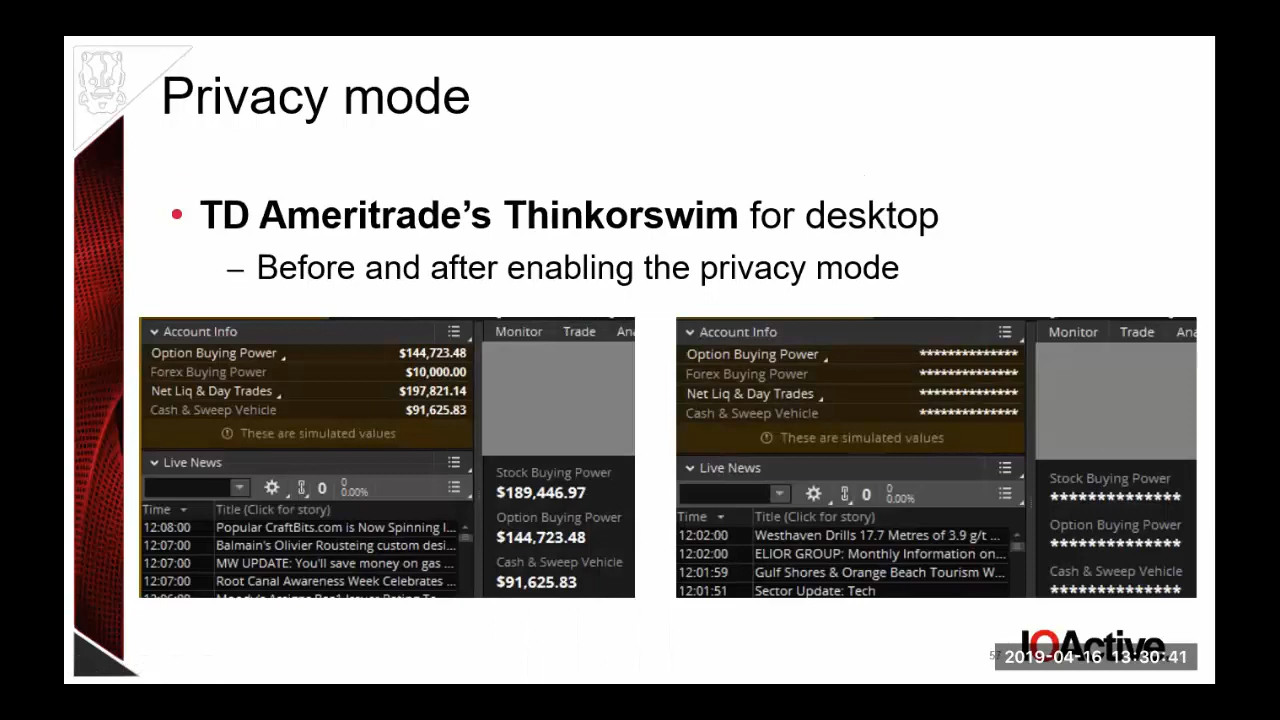 Privacy mode
• TD Ameritrade's Thinkorswim for desktop
– Before and after enabling the privacy mode
Account Info
Option Buying Power $144,723.48
Forex Buying Power $10,000.00
Net Liq & Day Trades $197,821.14
Cash & Sweep Vehicle $91,625.83
These are simulated values
Live News
0 0 0.00%
Time Title (Click for story)
12:08:00 Popular CraftBits.com is Now Spinning I...
12:07:00 Balmain's Olivier Rousteing custom desi...
12:07:00 MW UPDATE: You'll save money on gas ...
12:07:00 Root Canal Awareness Week Celebrates ...
Monitor Trade Ana
Stock Buying Power
$189,446.97
Option Buying Power
$144,723.48
Cash & Sweep Vehicle
$91,625.83
Account Info
Option Buying Power **************
Forex Buying Power **************
Net Liq & Day Trades **************
Cash & Sweep Vehicle **************
These are simulated values
Live News
0 0 0.00%
Time Title (Click for story)
12:02:00 Westhaven Drills 17.7 Metres of 3.9 g/t ...
12:02:00 ELIOR GROUP: Monthly Information on...
12:01:59 Gulf Shores & Orange Beach Tourism W...
12:01:51 Sector Update: Tech
Monitor Trade Ana
Stock Buying Power
**************
Option Buying Power
**************
Cash & Sweep Vehicle
**************
IOActive
2019-04-16 13:30:41